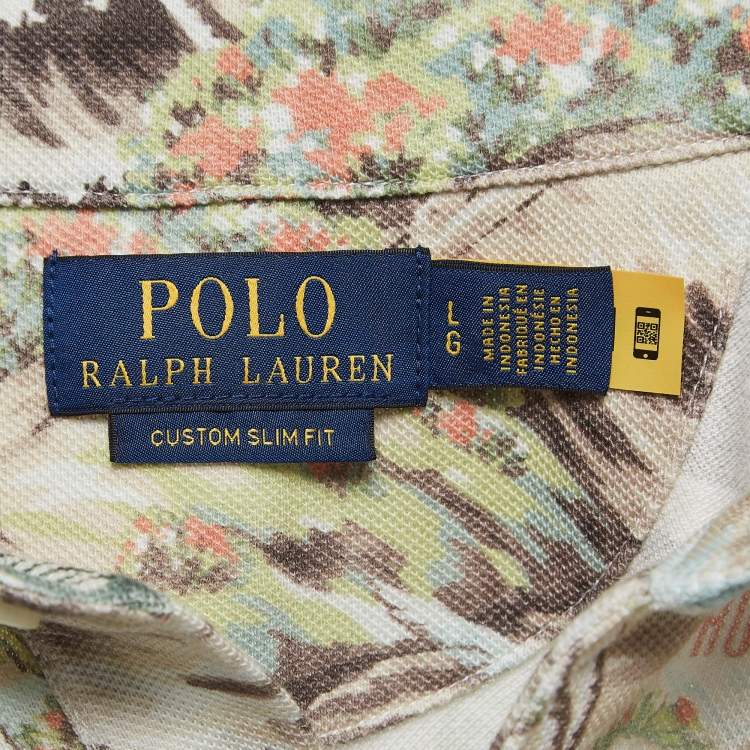 POLO
RALPH LAUREN
CUSTOM SLIM FIT
L
G
MADE IN
INDONESIA
FABRIQUÉ EN
INDONÉSIE
HECHO EN
INDONESIA